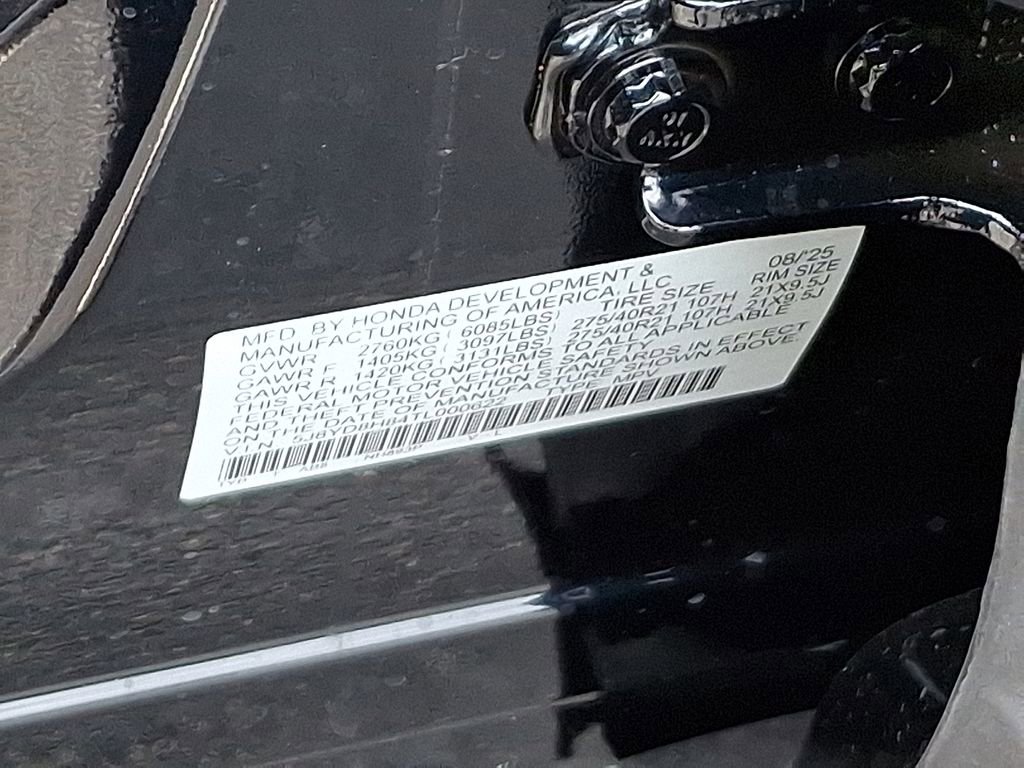 08/'25
MFD. BY HONDA DEVELOPMENT &
MANUFACTURING OF AMERICA, LLC
TIRE SIZE RIM SIZE
GVWR 2760KG ( 6085LBS)
GAWR F 1405KG ( 3097LBS) 275/40R21 107H 21X9.5J
GAWR R 1420KG ( 3131LBS) 275/40R21 107H 21X9.5J
THIS VEHICLE CONFORMS TO ALL APPLICABLE
FEDERAL MOTOR VEHICLE SAFETY
AND THEFT PREVENTION STANDARDS IN EFFECT
ON THE DATE OF MANUFACTURE SHOWN ABOVE.
V.I.N. 5J8YD8H84TL000622 TYPE MPV